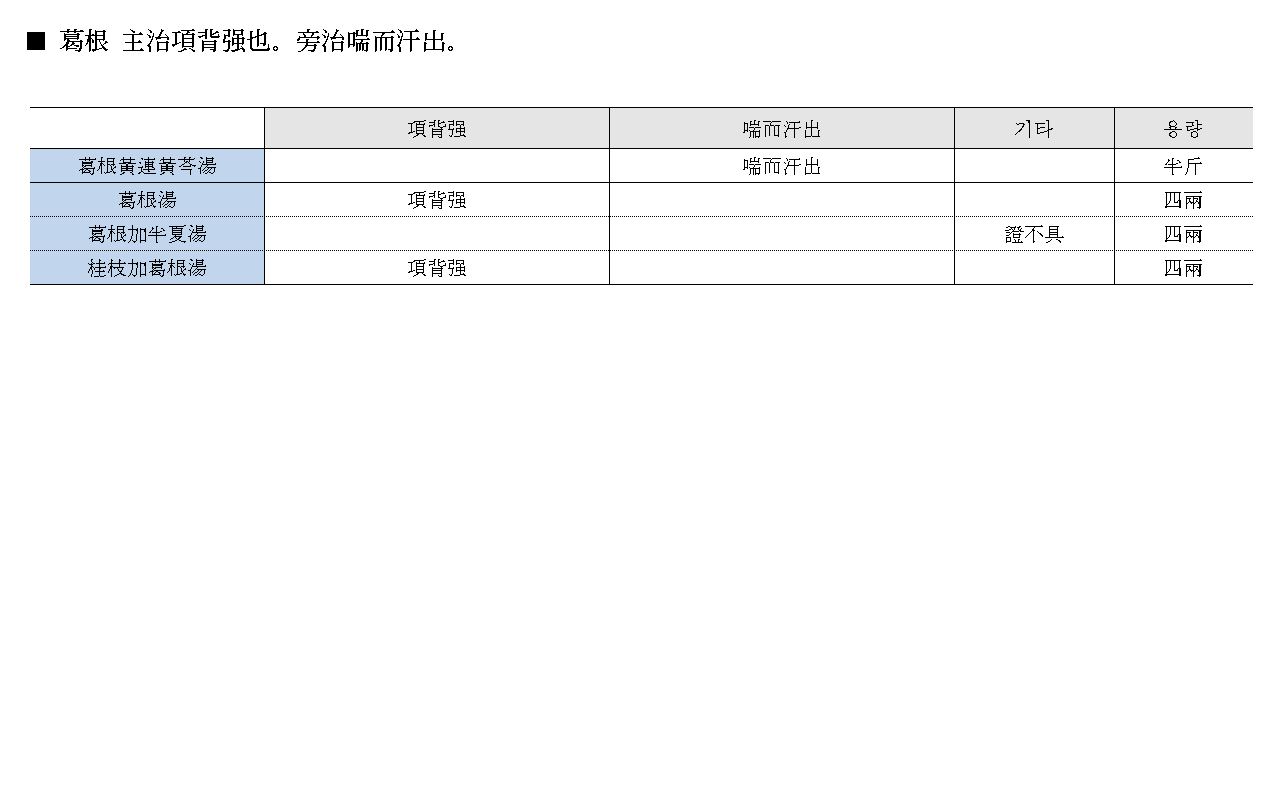 ■ 葛根 主治項背强也。旁治喘而汗出。
項背强 喘而汗出 기타 용량
葛根黃連黃芩湯 喘而汗出 半斤
葛根湯 項背强 四兩
葛根加半夏湯 證不具 四兩
桂枝加葛根湯 項背强 四兩